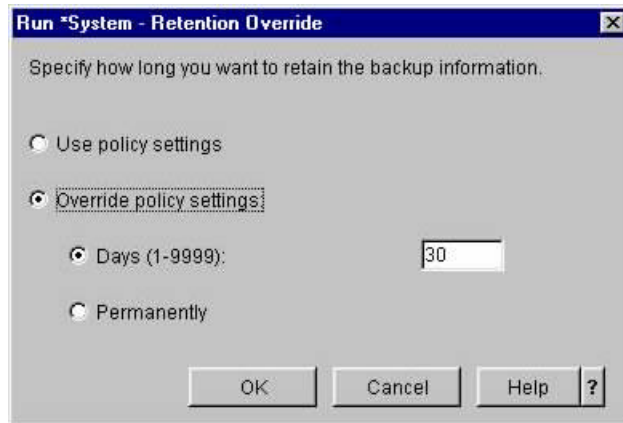 Run *System - Retention Override
Specify how long you want to retain the backup information.
Use policy settings
Override policy settings:
Days (1-9999): 30
Permanently
OK Cancel Help ?